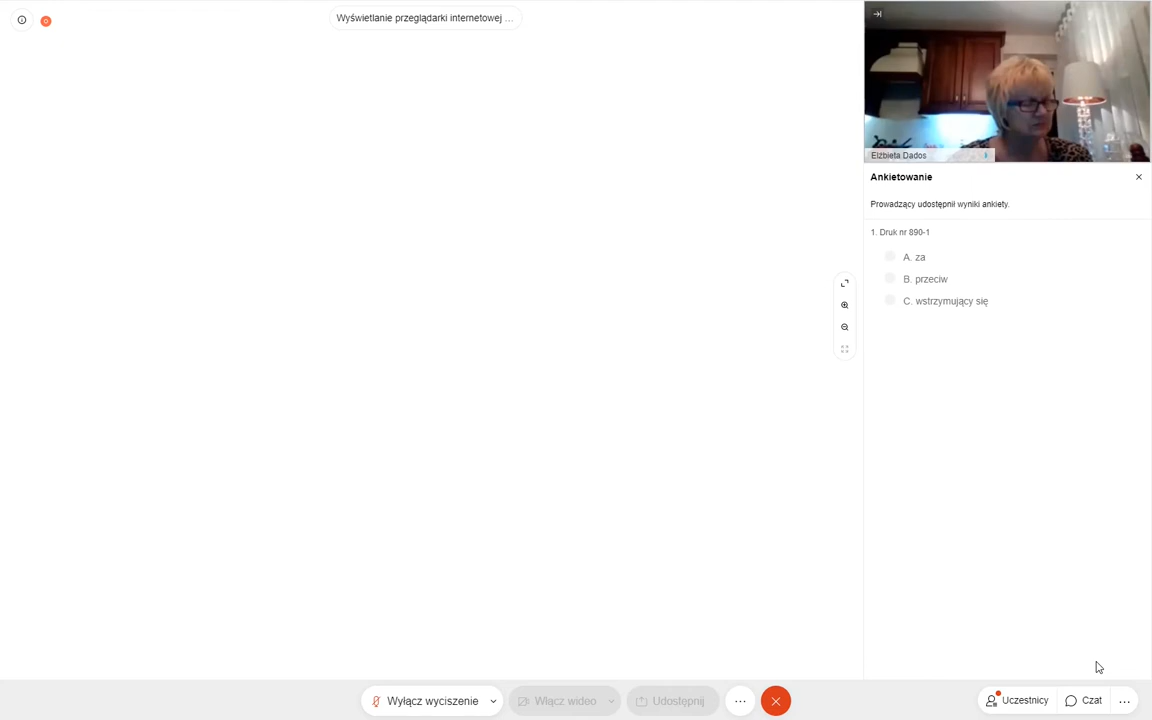 Wyświetlanie przeglądarki internetowej ...
Elżbieta Dados
Ankietowanie
Prowadzący udostępnił wyniki ankiety.
1. Druk nr 890-1
A. za
B. przeciw
C. wstrzymujący się
Wyłącz wyciszenie
Włącz wideo
Udostępnij
Uczestnicy
Czat